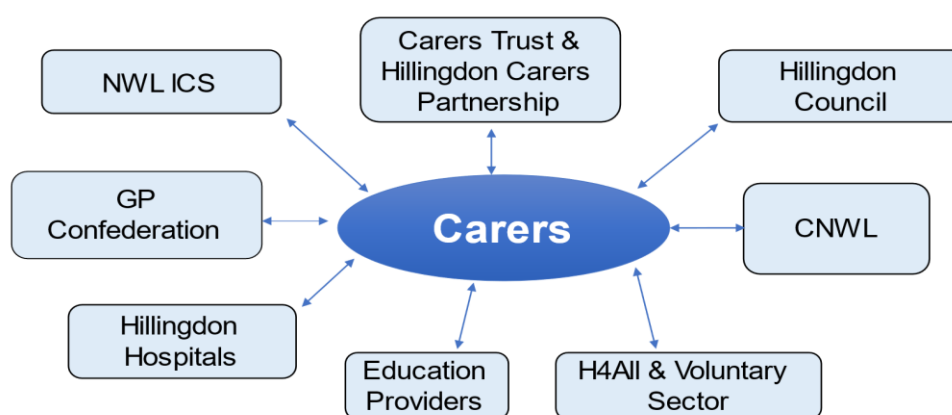 Carers Trust &
Hillingdon Carers
Partnership
NWL ICS
Hillingdon
Council
GP
Confederation
Carers
CNWL
Hillingdon
Hospitals
Education
Providers
H4All & Voluntary
Sector